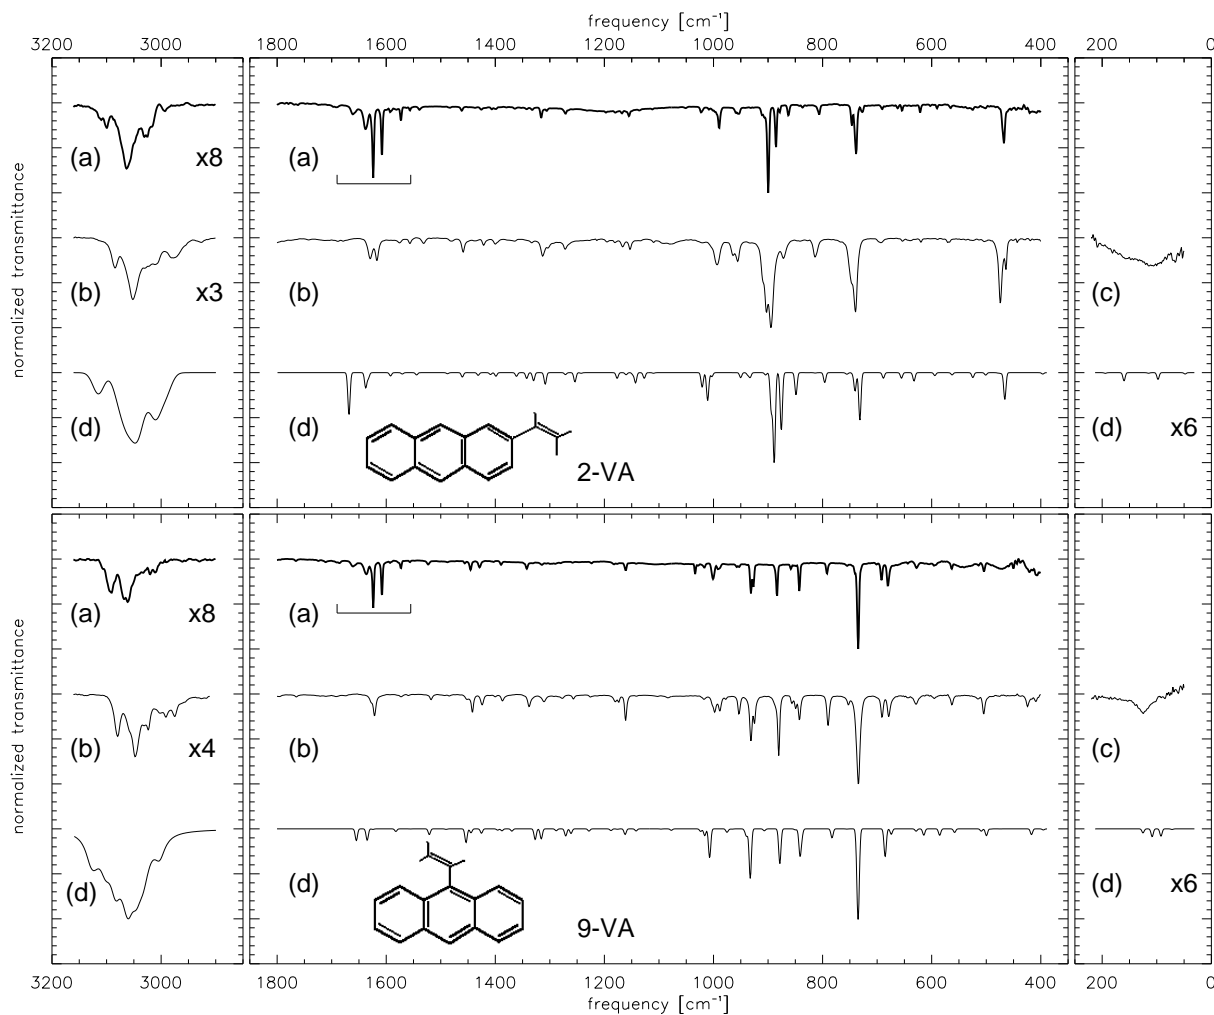 frequency [cm⁻¹]
3200 3000 1800 1600 1400 1200 1000 800 600 400 200 0
normalized transmittance
(a) x8 (a)
(b) x3 (b) (c)
(d) (d) (d) x6
2-VA
normalized transmittance
(a) x8 (a)
(b) x4 (b) (c)
(d) (d) (d) x6
9-VA
3200 3000 1800 1600 1400 1200 1000 800 600 400 200 0
frequency [cm⁻¹]